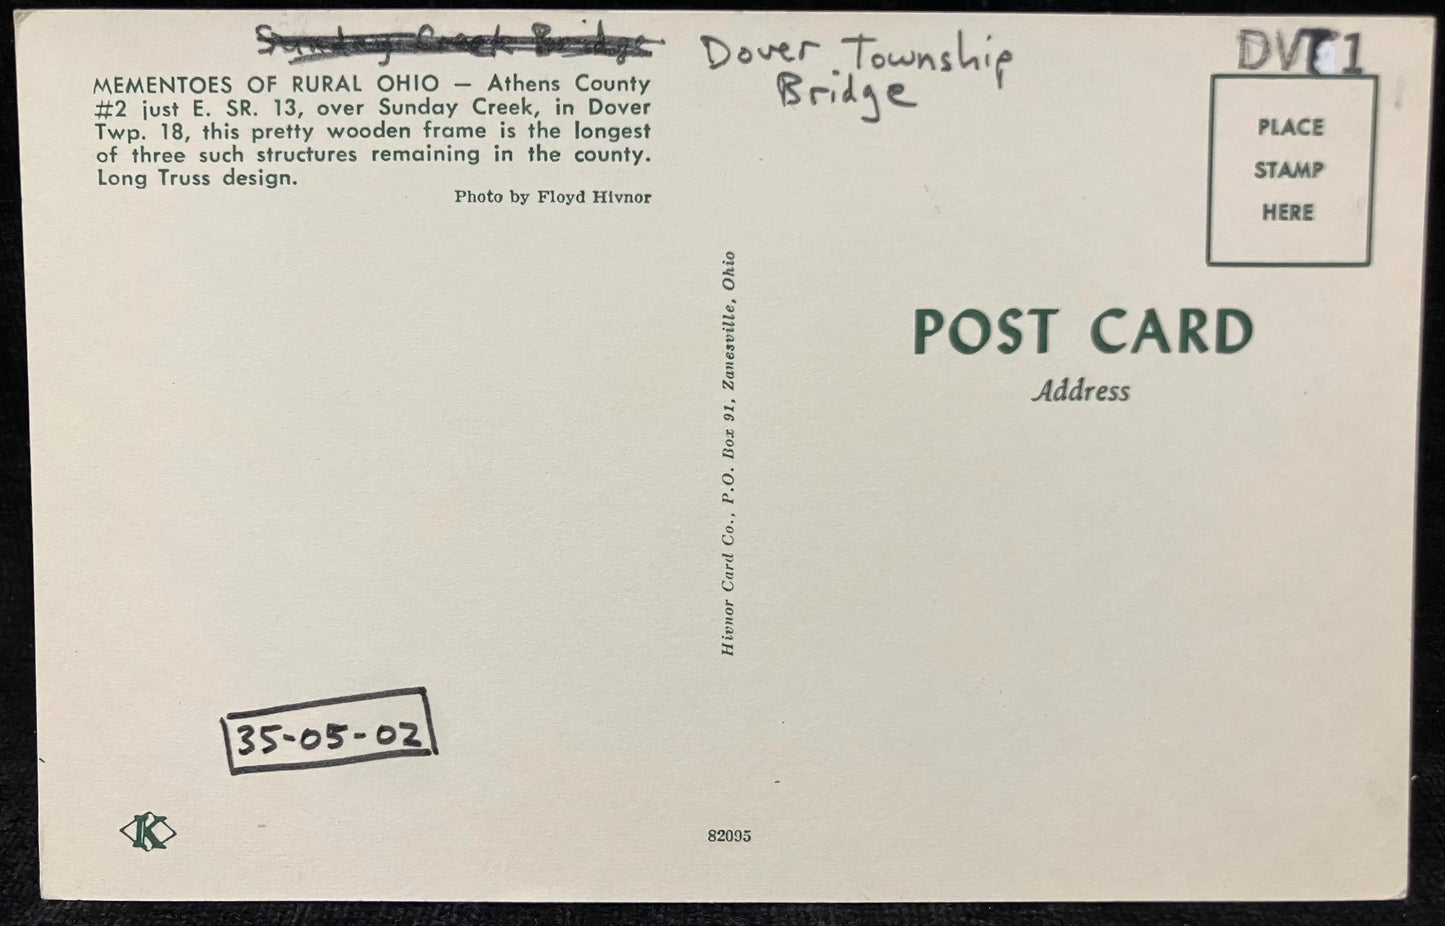 Sunday Creek Bridge
MEMENTOES OF RURAL OHIO — Athens County
#2 just E. SR. 13, over Sunday Creek, in Dover
Twp. 18, this pretty wooden frame is the longest
of three such structures remaining in the county.
Long Truss design.
Photo by Floyd Hivnor
Dover Township
Bridge
PLACE
STAMP
HERE
POST CARD
Address
Hivnor Card Co., P.O. Box 91, Zanesville, Ohio
35-05-02
K
82095